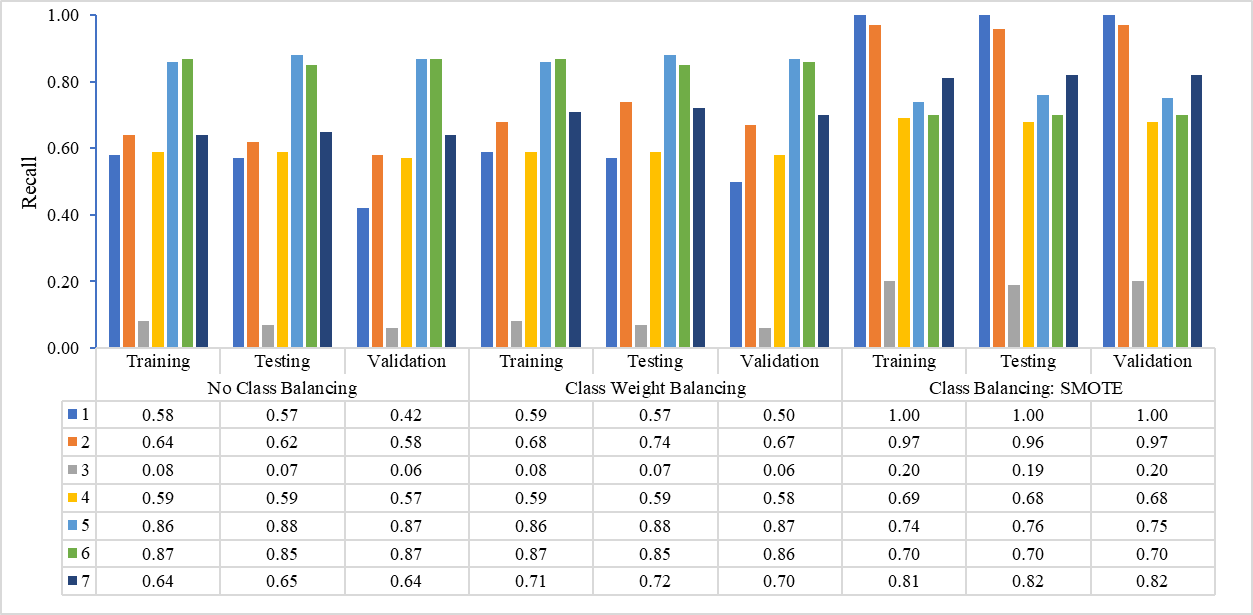 1.00
0.80
0.60
0.40
0.20
0.00
Recall
Training Testing Validation Training Testing Validation Training Testing Validation
No Class Balancing Class Weight Balancing Class Balancing: SMOTE
1 0.58 0.57 0.42 0.59 0.57 0.50 1.00 1.00 1.00
2 0.64 0.62 0.58 0.68 0.74 0.67 0.97 0.96 0.97
3 0.08 0.07 0.06 0.08 0.07 0.06 0.20 0.19 0.20
4 0.59 0.59 0.57 0.59 0.59 0.58 0.69 0.68 0.68
5 0.86 0.88 0.87 0.86 0.88 0.87 0.74 0.76 0.75
6 0.87 0.85 0.87 0.87 0.85 0.86 0.70 0.70 0.70
7 0.64 0.65 0.64 0.71 0.72 0.70 0.81 0.82 0.82